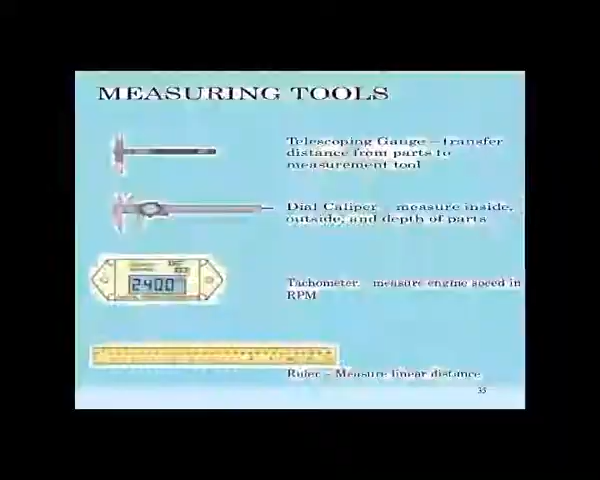 MEASURING TOOLS
Telescoping Gauge – transfer
distance from parts to
measurement tool
Dial Caliper – measure inside,
outside, and depth of parts
2400
Tachometer – measure engine speed in
RPM
Ruler – Measure linear distance
35